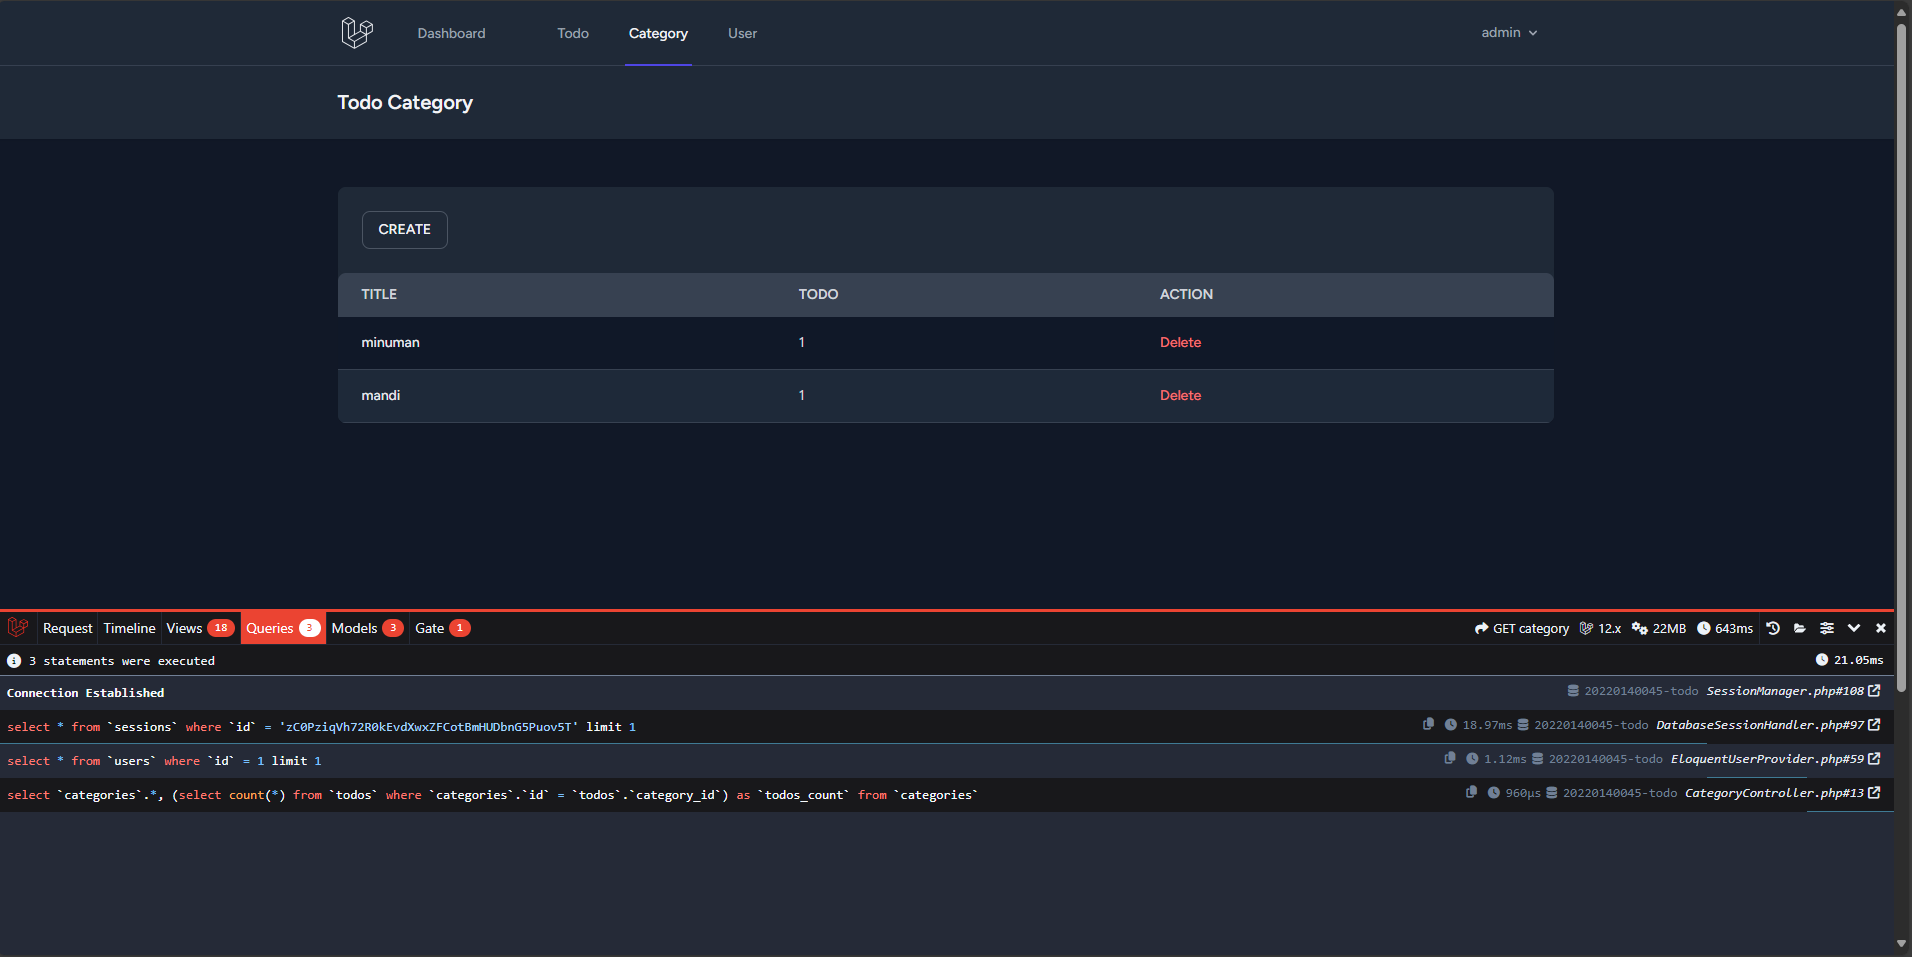 Dashboard Todo Category User admin
Todo Category
CREATE
TITLE TODO ACTION
minuman 1 Delete
mandi 1 Delete
Request Timeline Views 18 Queries 3 Models 3 Gate 1 GET category 12.x 22MB 643ms
3 statements were executed 21.05ms
Connection Established 20220140045-todo SessionManager.php#108
select * from `sessions` where `id` = 'zC0PziqVh72R0kEvdXwxZFCotBmHUDbnG5Puov5T' limit 1 18.97ms 20220140045-todo DatabaseSessionHandler.php#97
select * from `users` where `id` = 1 limit 1 1.12ms 20220140045-todo EloquentUserProvider.php#59
select `categories`.*, (select count(*) from `todos` where `categories`.`id` = `todos`.`category_id`) as `todos_count` from `categories` 960μs 20220140045-todo CategoryController.php#13